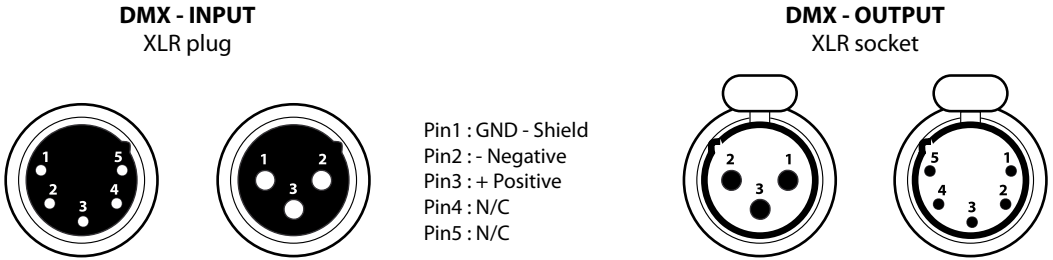 DMX - INPUT
XLR plug
DMX - OUTPUT
XLR socket
1 5
2 4
3
1 2
3
Pin1 : GND - Shield
Pin2 : - Negative
Pin3 : + Positive
Pin4 : N/C
Pin5 : N/C
2 1
3
5 1
4 2
3